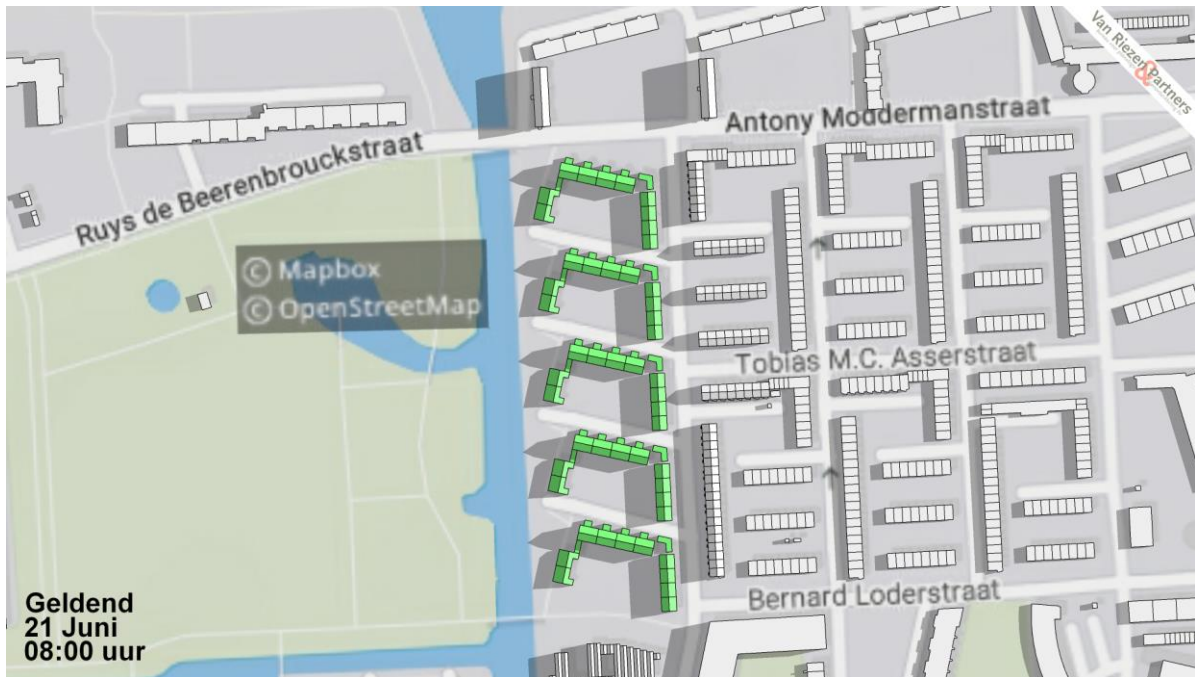 Van Riezen
& Partners
Antony Moddermanstraat
Ruys de Beerenbrouckstraat
© Mapbox
© OpenStreetMap
Tobias M.C. Asserstraat
Bernard Loderstraat
Geldend
21 Juni
08:00 uur